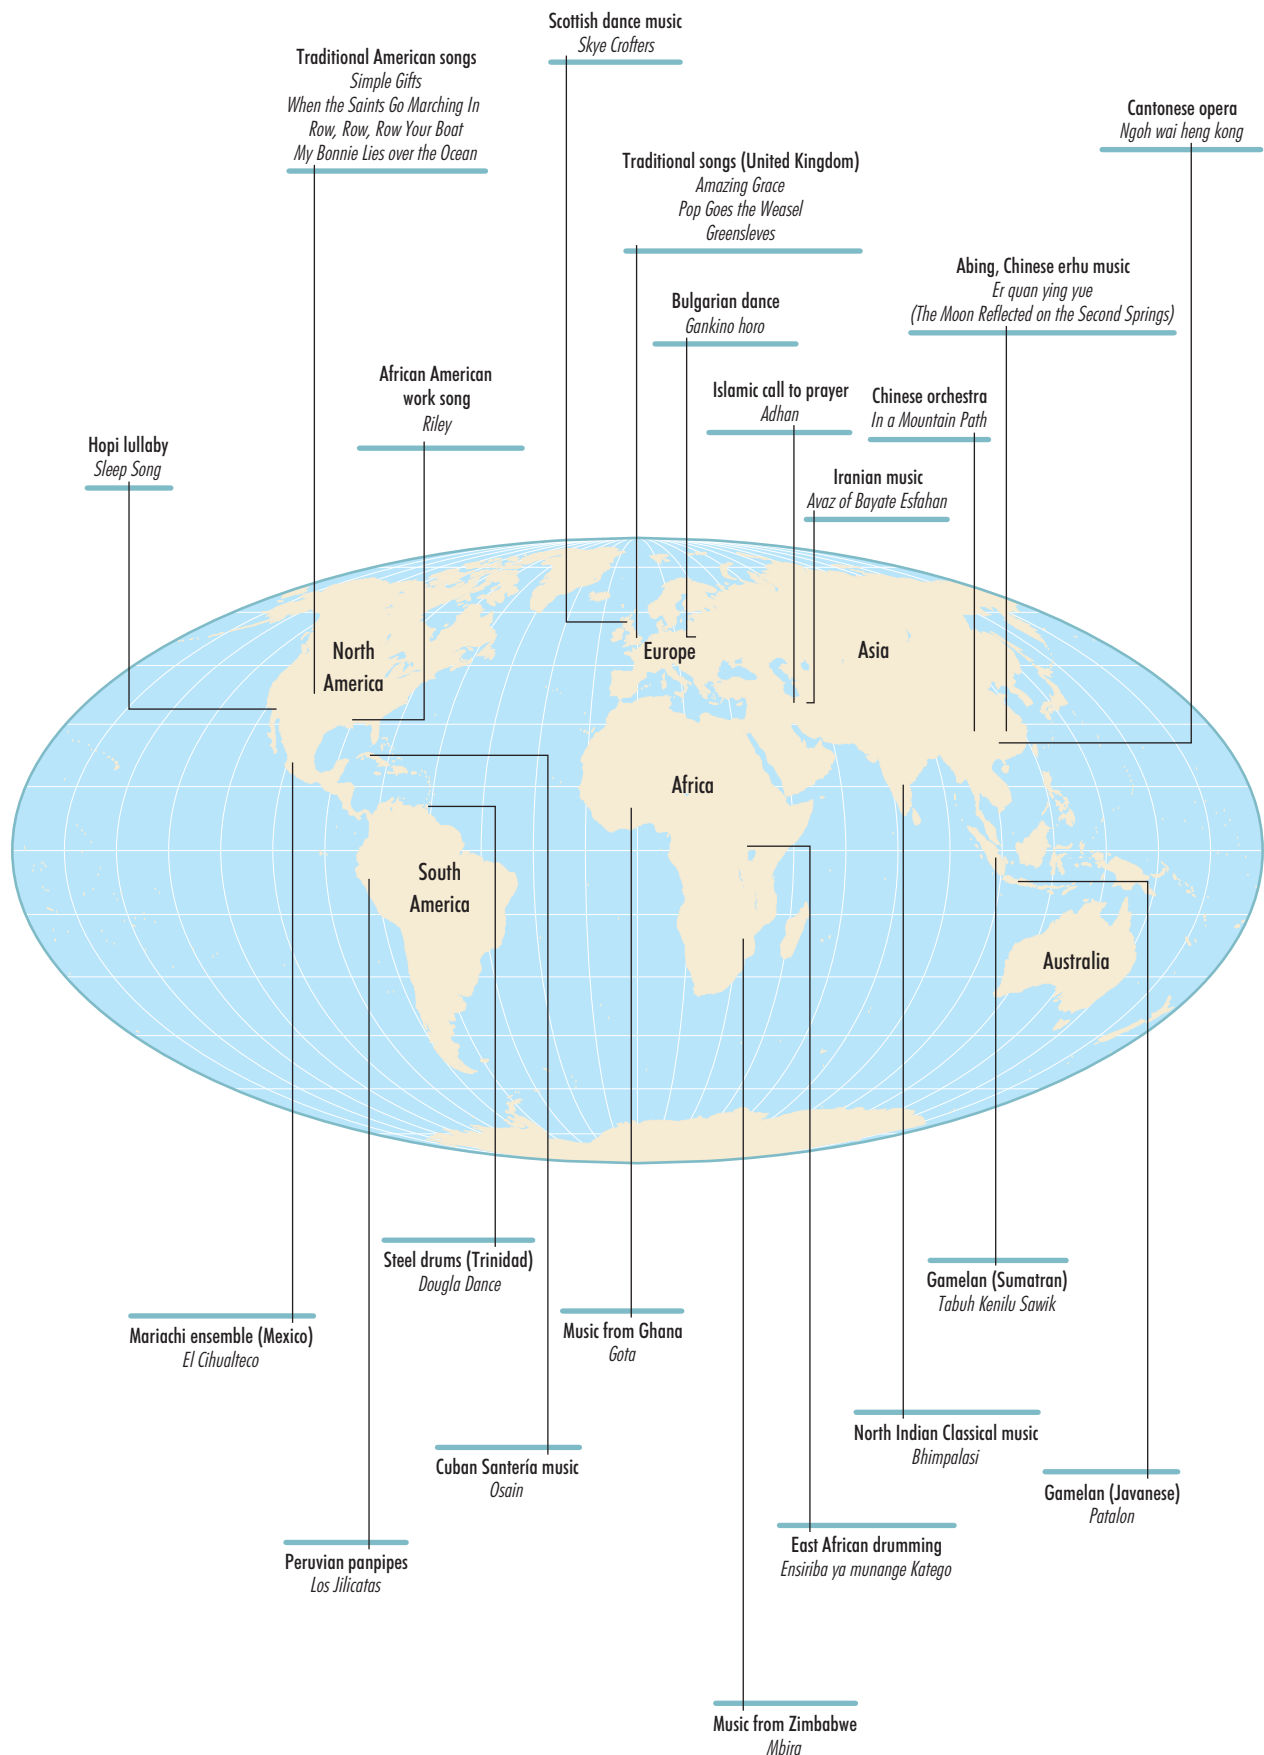 Scottish dance music
Skye Crofters
Traditional American songs
Simple Gifts
When the Saints Go Marching In
Row, Row, Row Your Boat
My Bonnie Lies over the Ocean
Cantonese opera
Ngoh wai heng kong
Traditional songs (United Kingdom)
Amazing Grace
Pop Goes the Weasel
Greensleves
Abing, Chinese erhu music
Er quan ying yue
(The Moon Reflected on the Second Springs)
Bulgarian dance
Gankino horo
African American
work song
Riley
Islamic call to prayer
Adhan
Chinese orchestra
In a Mountain Path
Hopi lullaby
Sleep Song
Iranian music
Avaz of Bayate Esfahan
North
America
Europe
Asia
Africa
South
America
Australia
Steel drums (Trinidad)
Dougla Dance
Gamelan (Sumatran)
Tabuh Kenilu Sawik
Mariachi ensemble (Mexico)
El Cihualteco
Music from Ghana
Gota
North Indian Classical music
Bhimpalasi
Cuban Santería music
Osain
Gamelan (Javanese)
Patalon
East African drumming
Ensiriba ya munange Katego
Peruvian panpipes
Los Jilicatas
Music from Zimbabwe
Mbira